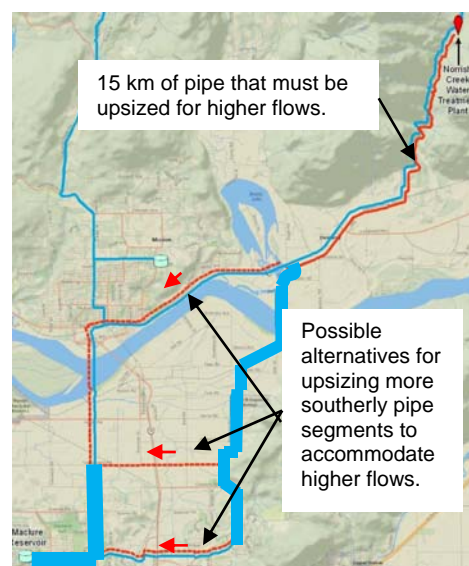 15 km of pipe that must be
upsized for higher flows.
Norrish
Creek
Water
Treatment
Plant
Mission
Possible
alternatives for
upsizing more
southerly pipe
segments to
accommodate
higher flows.
Maclure
Reservoir